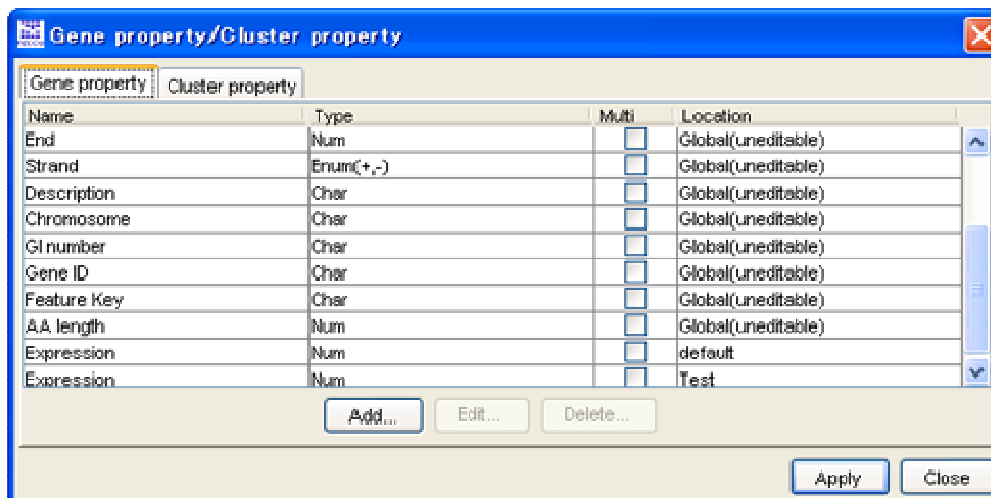 Gene property/Cluster property
Gene property Cluster property
Name Type Multi Location
End Num Global(uneditable)
Strand Enum(+,-) Global(uneditable)
Description Char Global(uneditable)
Chromosome Char Global(uneditable)
GI number Char Global(uneditable)
Gene ID Char Global(uneditable)
Feature Key Char Global(uneditable)
AA length Num Global(uneditable)
Expression Num default
Expression Num Test
Add... Edit... Delete...
Apply Close